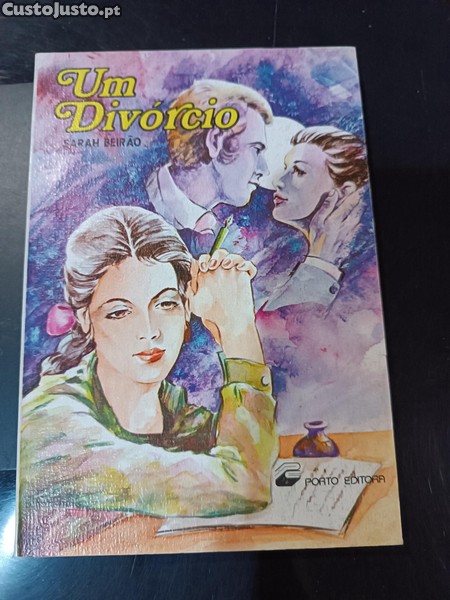 CustoJusto.pt
Um
Divórcio
SARAH BEIRÃO
PORTO EDITORA